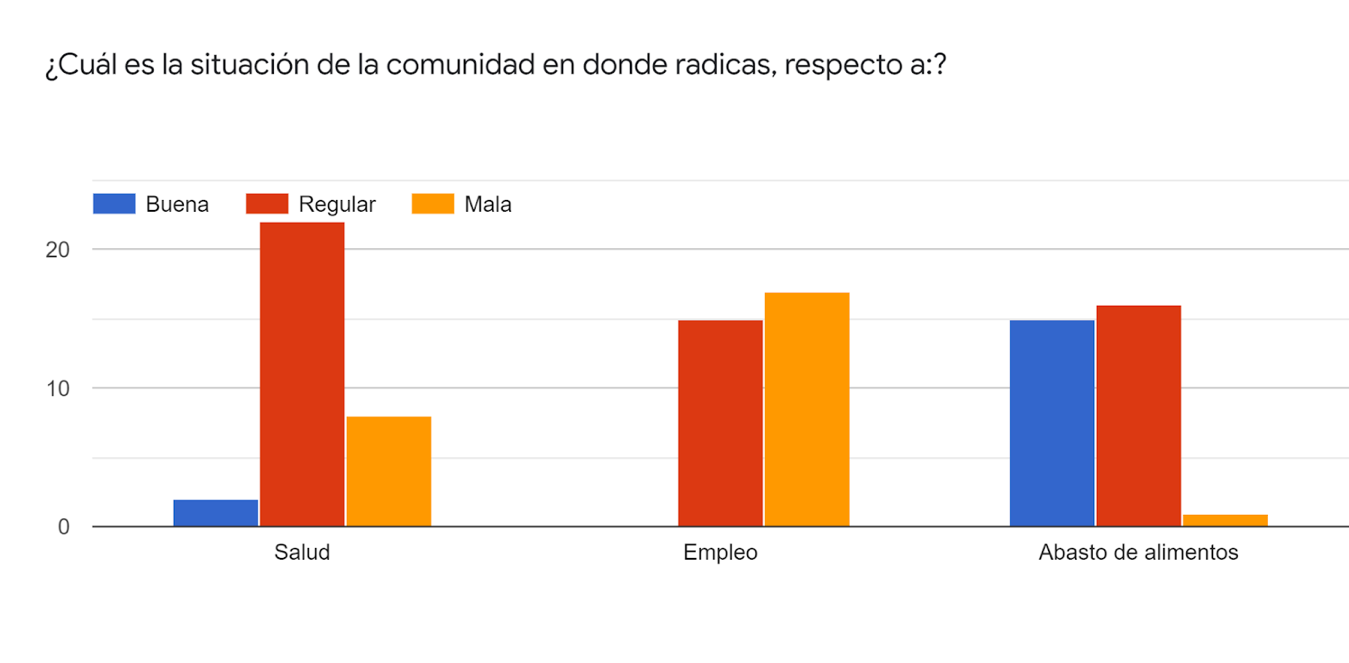 ¿Cuál es la situación de la comunidad en donde radicas, respecto a:?
Buena Regular Mala
20
10
0
Salud Empleo Abasto de alimentos